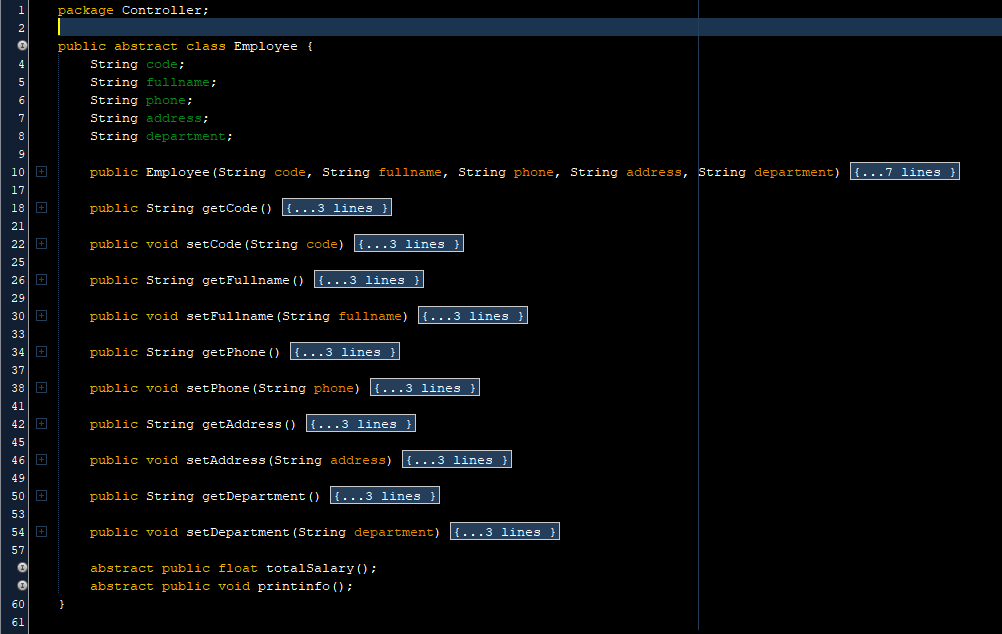 1 package Controller;
2
public abstract class Employee {
4 String code;
5 String fullname;
6 String phone;
7 String address;
8 String department;
9
10 public Employee(String code, String fullname, String phone, String address, String department) {...7 lines }
17
18 public String getCode() {...3 lines }
21
22 public void setCode(String code) {...3 lines }
25
26 public String getFullname() {...3 lines }
29
30 public void setFullname(String fullname) {...3 lines }
33
34 public String getPhone() {...3 lines }
37
38 public void setPhone(String phone) {...3 lines }
41
42 public String getAddress() {...3 lines }
45
46 public void setAddress(String address) {...3 lines }
49
50 public String getDepartment() {...3 lines }
53
54 public void setDepartment(String department) {...3 lines }
57
abstract public float totalSalary();
abstract public void printinfo();
60 }
61